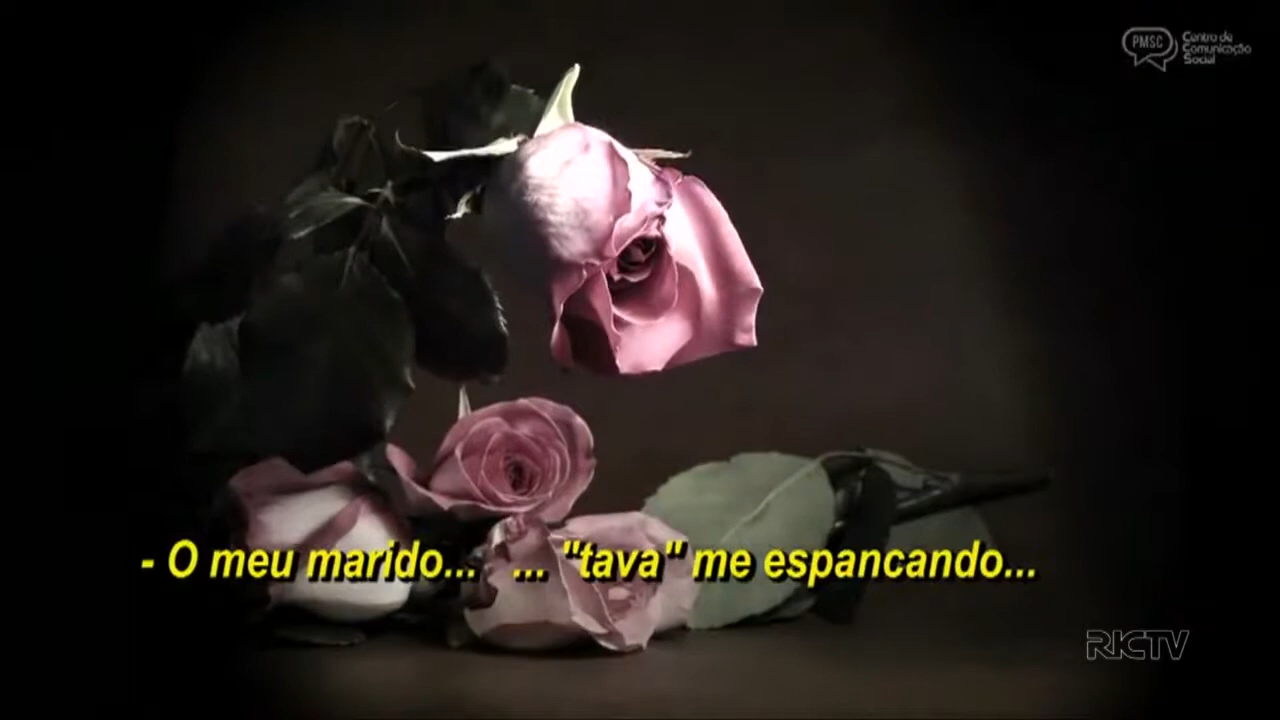 PMSC
Centro de
Comunicação
Social
- O meu marido... ... "tava" me espancando...
RICTV